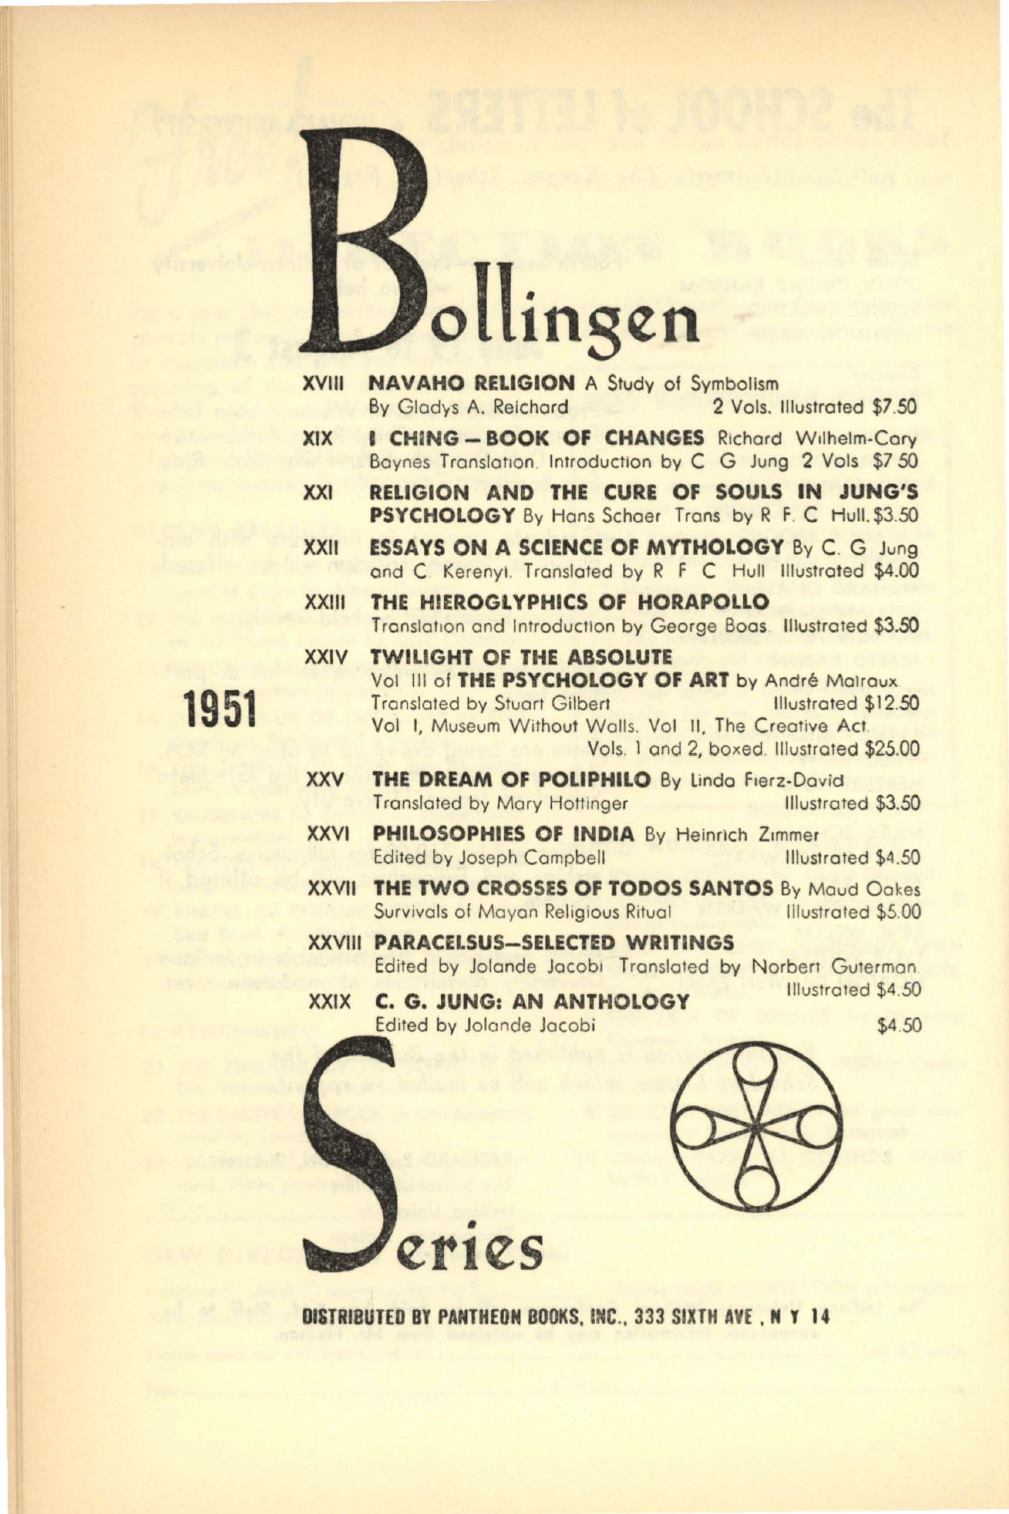 Bollingen
XVIII NAVAHO RELIGION A Study of Symbolism
By Gladys A. Reichard 2 Vols. Illustrated $7.50
XIX I CHING — BOOK OF CHANGES Richard Wilhelm-Cary
Baynes Translation. Introduction by C G Jung 2 Vols $7 50
XXI RELIGION AND THE CURE OF SOULS IN JUNG'S
PSYCHOLOGY By Hans Schaer Trans by R F. C Hull. $3.50
XXII ESSAYS ON A SCIENCE OF MYTHOLOGY By C. G Jung
and C. Kerenyi. Translated by R F C Hull Illustrated $4.00
XXIII THE HIEROGLYPHICS OF HORAPOLLO
Translation and Introduction by George Boas. Illustrated $3.50
XXIV TWILIGHT OF THE ABSOLUTE
Vol III of THE PSYCHOLOGY OF ART by André Malraux
1951
Translated by Stuart Gilbert Illustrated $12.50
Vol I, Museum Without Walls. Vol II, The Creative Act.
Vols. 1 and 2, boxed. Illustrated $25.00
XXV THE DREAM OF POLIPHILO By Linda Fierz-David
Translated by Mary Hottinger Illustrated $3.50
XXVI PHILOSOPHIES OF INDIA By Heinrich Zimmer
Edited by Joseph Campbell Illustrated $4.50
XXVII THE TWO CROSSES OF TODOS SANTOS By Maud Oakes
Survivals of Mayan Religious Ritual Illustrated $5.00
XXVIII PARACELSUS—SELECTED WRITINGS
Edited by Jolande Jacobi Translated by Norbert Guterman.
Illustrated $4.50
XXIX C. G. JUNG: AN ANTHOLOGY
Edited by Jolande Jacobi $4.50
Series
DISTRIBUTED BY PANTHEON BOOKS, INC., 333 SIXTH AVE , N Y 14